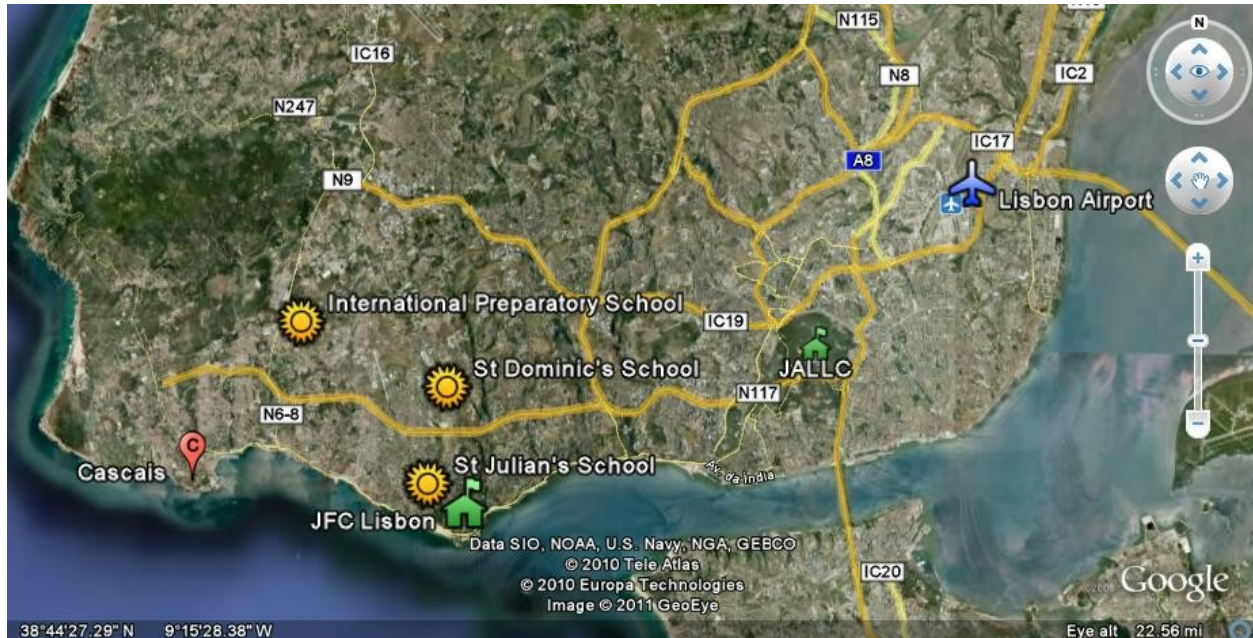 N115
IC16
N
N8
IC2
N247
IC17
A8
N9
Lisbon Airport
International Preparatory School
IC19
St Dominic's School
JALLC
N117
N6-8
C
Cascais
St Julian's School
Av. da india
JFC Lisbon
Data SIO, NOAA, U.S. Navy, NGA, GEBCO
© 2010 Tele Atlas
© 2010 Europa Technologies
Image © 2011 GeoEye
IC20
Google
38°44'27.29" N 9°15'28.38" W
Eye alt 22.56 mi